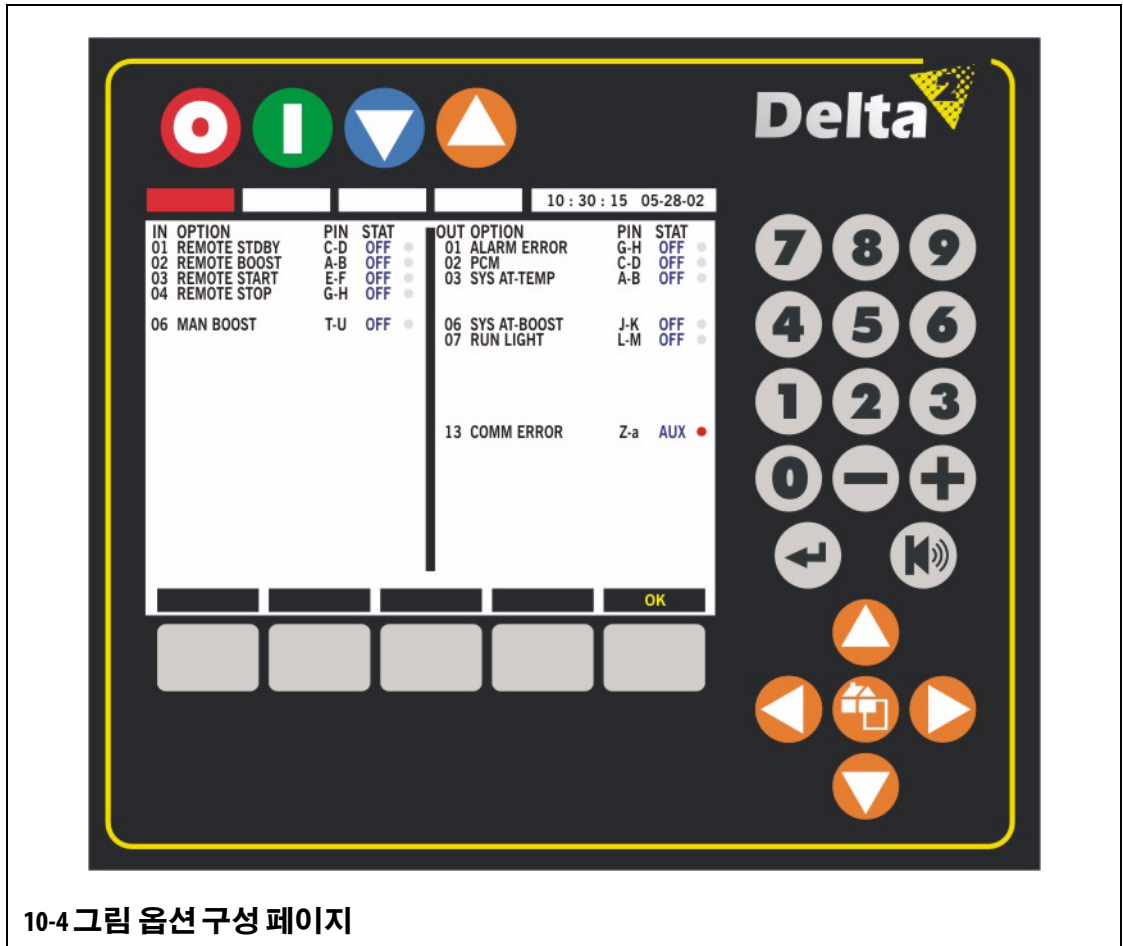 Delta 2
10 : 30 : 15 05-28-02
IN OPTION PIN STAT
01 REMOTE STDBY C-D OFF
02 REMOTE BOOST A-B OFF
03 REMOTE START E-F OFF
04 REMOTE STOP G-H OFF
06 MAN BOOST T-U OFF
OUT OPTION PIN STAT
01 ALARM ERROR G-H OFF
02 PCM C-D OFF
03 SYS AT-TEMP A-B OFF
06 SYS AT-BOOST J-K OFF
07 RUN LIGHT L-M OFF
13 COMM ERROR Z-a AUX
OK
7 8 9
4 5 6
1 2 3
0 - +
10-4 그림 옵션 구성 페이지